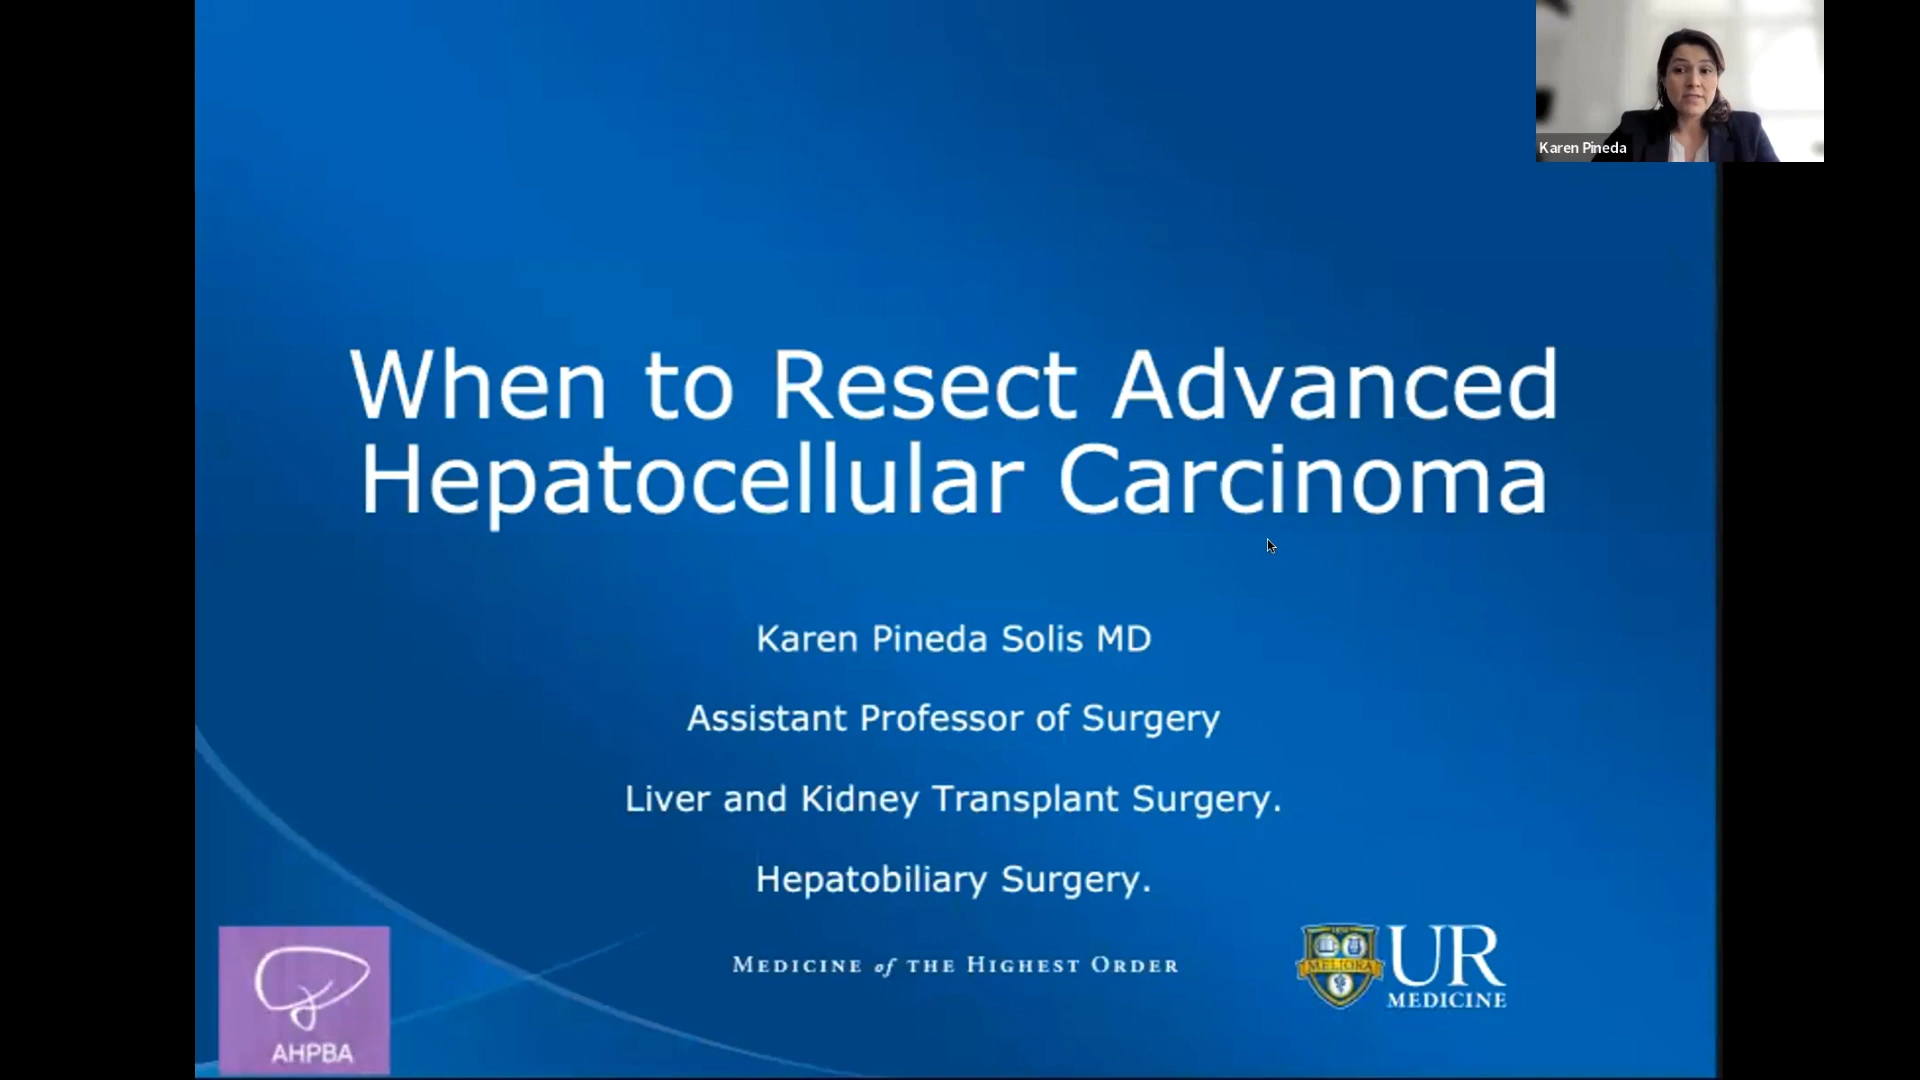 Karen Pineda
When to Resect Advanced
Hepatocellular Carcinoma
Karen Pineda Solis MD
Assistant Professor of Surgery
Liver and Kidney Transplant Surgery.
Hepatobiliary Surgery.
MEDICINE of THE HIGHEST ORDER
MELIORA
UR
MEDICINE
AHPBA